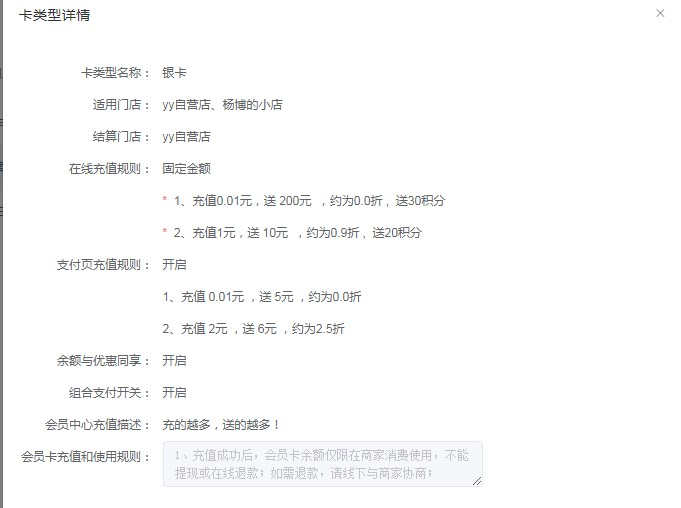 卡类型详情
卡类型名称： 银卡
适用门店： yy自营店、杨博的小店
结算门店： yy自营店
在线充值规则： 固定金额
* 1、充值0.01元，送 200元 ，约为0.0折 ，送30积分
* 2、充值1元，送 10元 ，约为0.9折 ，送20积分
支付页充值规则： 开启
1、充值 0.01元 ，送 5元 ，约为0.0折
2、充值 2元 ，送 6元 ，约为2.5折
余额与优惠同享： 开启
组合支付开关： 开启
会员中心充值描述： 充的越多，送的越多！
会员卡充值和使用规则： 1、充值成功后，会员卡余额仅限在商家消费使用，不能
提现或在线退款；如需退款，请线下与商家协商；